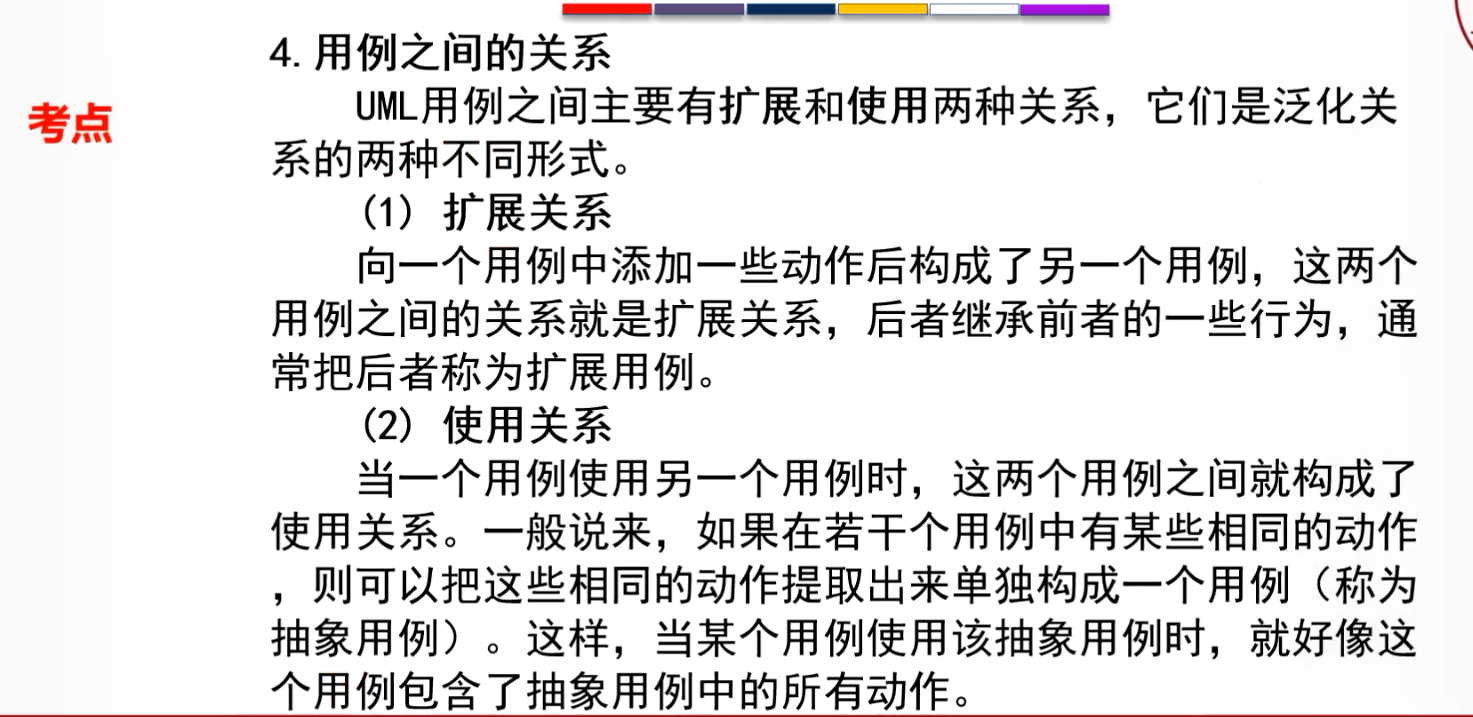 4. 用例之间的关系
考点
UML用例之间主要有扩展和使用两种关系，它们是泛化关
系的两种不同形式。
(1) 扩展关系
向一个用例中添加一些动作后构成了另一个用例，这两个
用例之间的关系就是扩展关系，后者继承前者的一些行为，通
常把后者称为扩展用例。
(2) 使用关系
当一个用例使用另一个用例时，这两个用例之间就构成了
使用关系。一般说来，如果在若干个用例中有某些相同的动作
，则可以把这些相同的动作提取出来单独构成一个用例（称为
抽象用例）。这样，当某个用例使用该抽象用例时，就好像这
个用例包含了抽象用例中的所有动作。